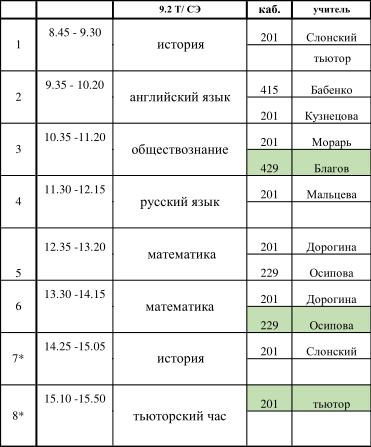 9.2 Т/ СЭ каб. учитель
1 8.45 - 9.30 история 201 Слонский
тьютор
2 9.35 - 10.20 английский язык 415 Бабенко
201 Кузнецова
3 10.35 -11.20 обществознание 201 Морарь
429 Благов
4 11.30 -12.15 русский язык 201 Мальцева
5 12.35 -13.20 математика 201 Дорогина
229 Осипова
6 13.30 -14.15 математика 201 Дорогина
229 Осипова
7* 14.25 -15.05 история 201 Слонский
8* 15.10 -15.50 тьюторский час 201 тьютор